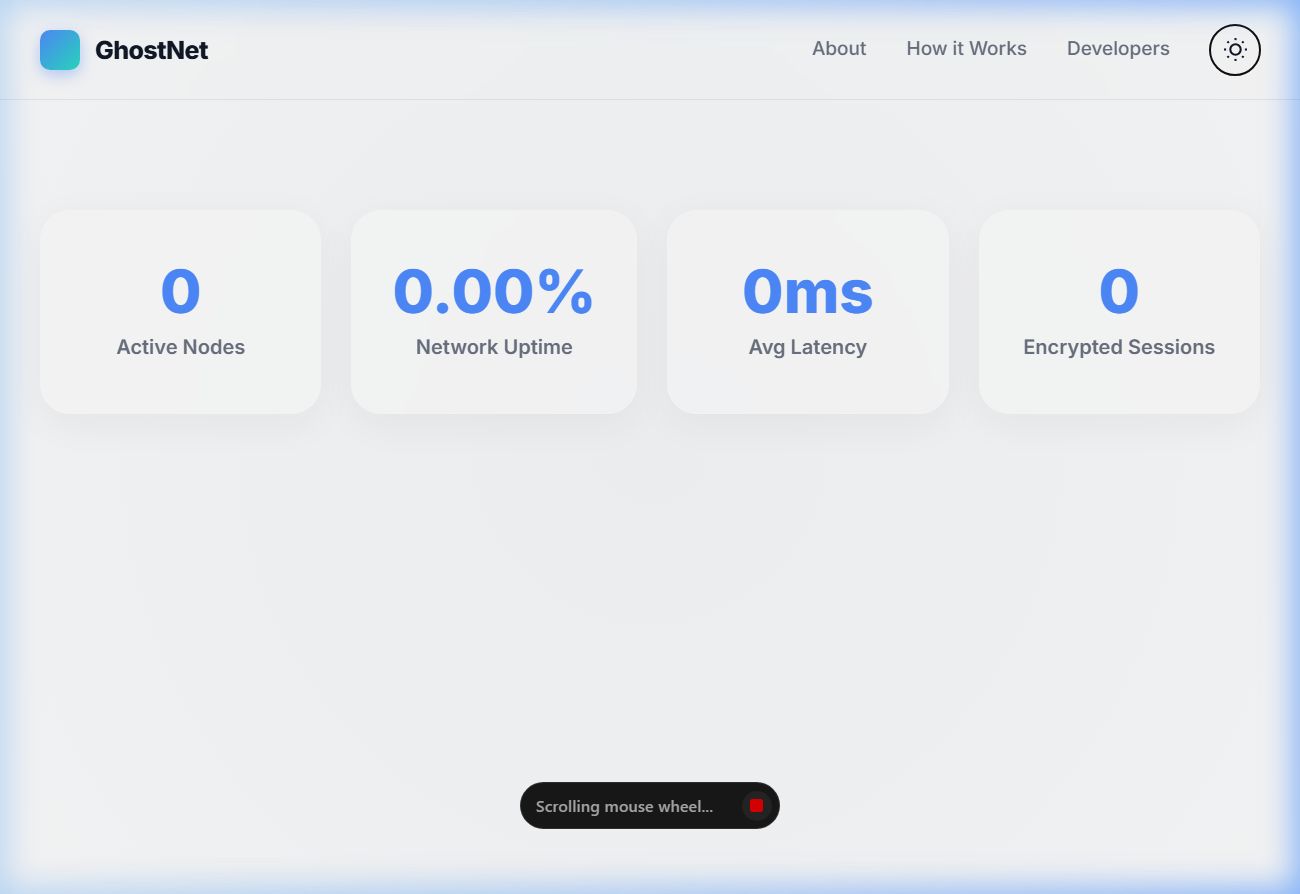 GhostNet
About
How it Works
Developers
0
Active Nodes
0.00%
Network Uptime
0ms
Avg Latency
0
Encrypted Sessions
Scrolling mouse wheel...